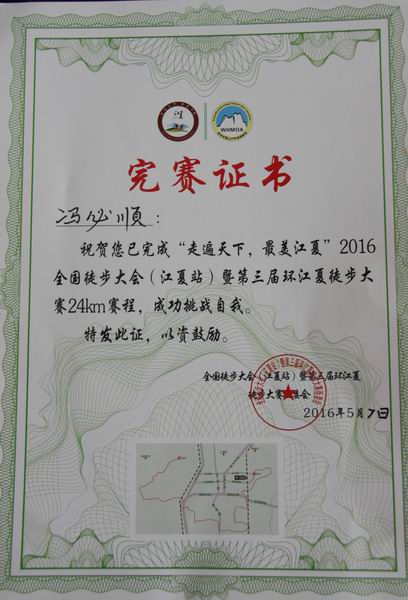 WHMOA
完赛证书
冯必顺：
祝贺您已完成“走遍天下，最美江夏”2016
全国徒步大会（江夏站）暨第三届环江夏徒步大
赛24km赛程，成功挑战自我。
特发此证，以资鼓励。
全国徒步大会（江夏站）暨第三届环江夏
徒步大赛组委会
2016年5月7日